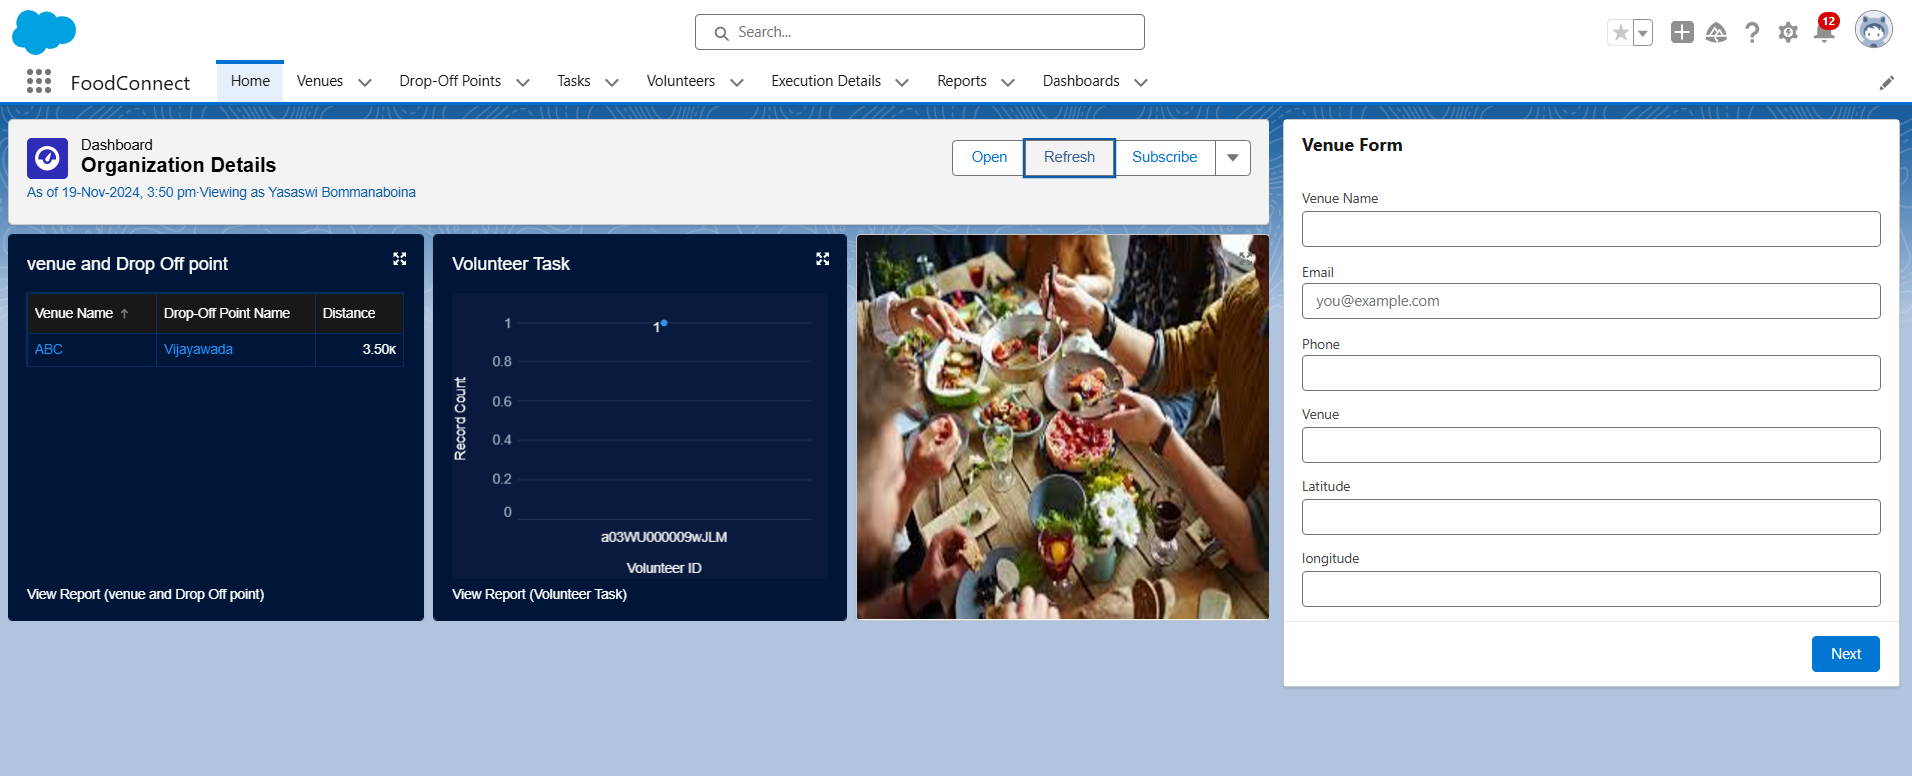 Search...
12
FoodConnect
Home
Venues
Drop-Off Points
Tasks
Volunteers
Execution Details
Reports
Dashboards
Dashboard
Organization Details
As of 19-Nov-2024, 3:50 pm·Viewing as Yasaswi Bommanaboina
Open
Refresh
Subscribe
venue and Drop Off point
Venue Name ↑ Drop-Off Point Name Distance
ABC Vijayawada 3.50K
View Report (venue and Drop Off point)
Volunteer Task
Record Count
1
0.8
0.6
0.4
0.2
0
1
a03WU000009wJLM
Volunteer ID
View Report (Volunteer Task)
Venue Form
Venue Name
Email
you@example.com
Phone
Venue
Latitude
longitude
Next